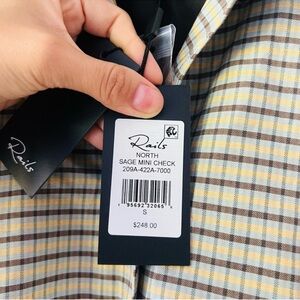 Rails
NORTH
SAGE MINI CHECK
209A-422A-7000
S
$248.00
Rails